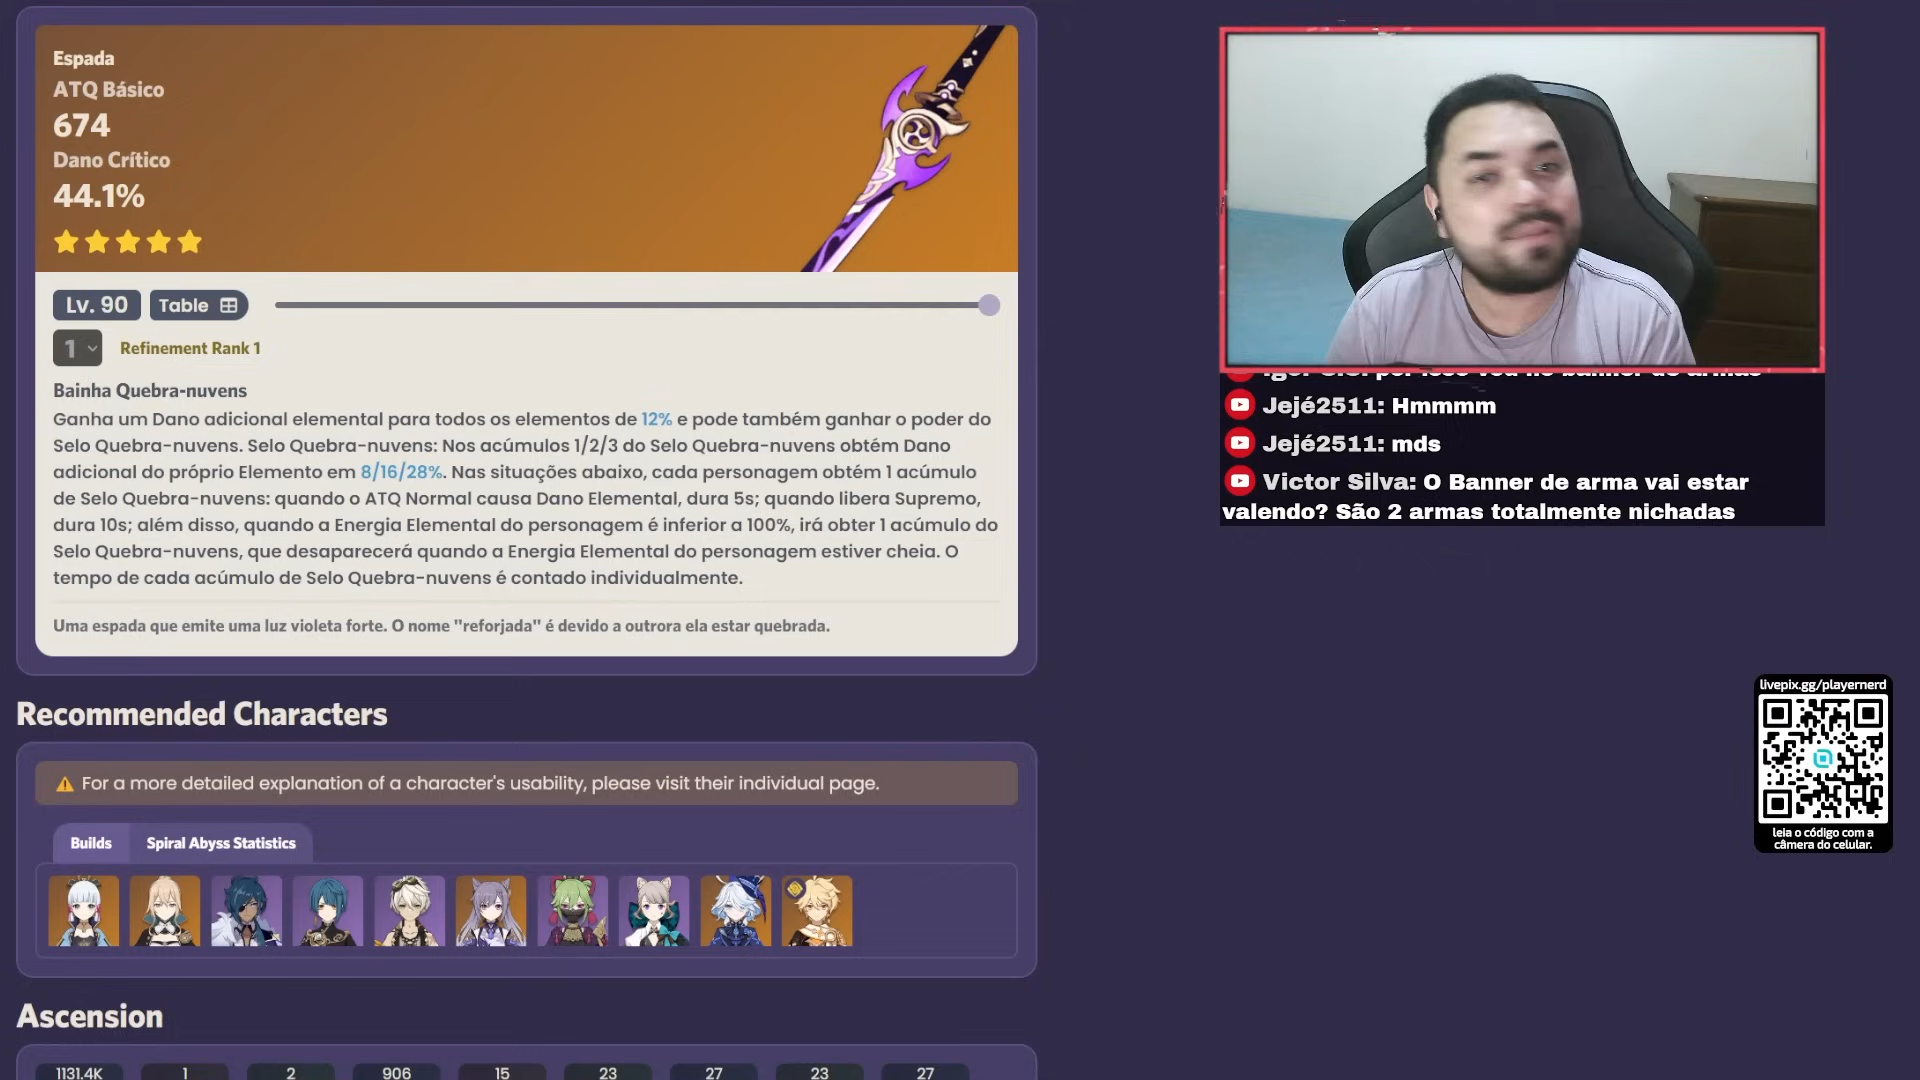 Espada
ATQ Básico
674
Dano Crítico
44.1%
Lv. 90
Table
1
Refinement Rank 1
Bainha Quebra-nuvens
Ganha um Dano adicional elemental para todos os elementos de 12% e pode também ganhar o poder do
Selo Quebra-nuvens. Selo Quebra-nuvens: Nos acúmulos 1/2/3 do Selo Quebra-nuvens obtém Dano
adicional do próprio Elemento em 8/16/28%. Nas situações abaixo, cada personagem obtém 1 acúmulo
de Selo Quebra-nuvens: quando o ATQ Normal causa Dano Elemental, dura 5s; quando libera Supremo,
dura 10s; além disso, quando a Energia Elemental do personagem é inferior a 100%, irá obter 1 acúmulo do
Selo Quebra-nuvens, que desaparecerá quando a Energia Elemental do personagem estiver cheia. O
tempo de cada acúmulo de Selo Quebra-nuvens é contado individualmente.
Uma espada que emite uma luz violeta forte. O nome "reforjada" é devido a outrora ela estar quebrada.
Recommended Characters
For a more detailed explanation of a character's usability, please visit their individual page.
Builds
Spiral Abyss Statistics
Ascension
1131.4K 1 2 906 15 23 27 23 27
Jejé2511: Hmmmm
Jejé2511: mds
Victor Silva: O Banner de arma vai estar
valendo? São 2 armas totalmente nichadas
livepix.gg/playernerd
leia o código com a
câmera do celular.